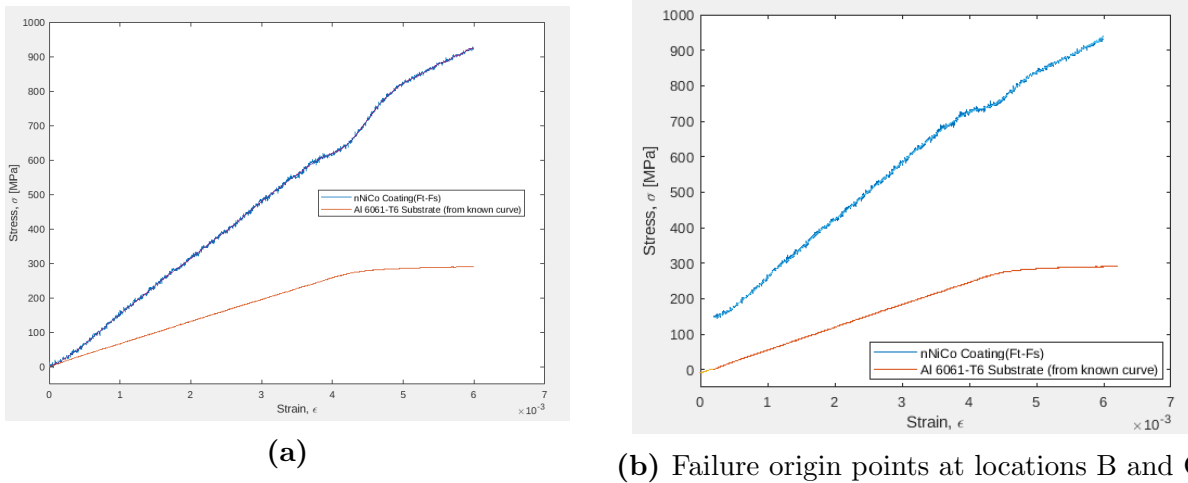 1000
900
800
700
600
500
400
300
200
100
0
Stress, σ [MPa]
0 1 2 3 4 5 6 7
×10⁻³
Strain, ϵ
nNiCo Coating(Ft-Fs)
Al 6061-T6 Substrate (from known curve)
(a)
1000
900
800
700
600
500
400
300
200
100
0
Stress, σ [MPa]
0 1 2 3 4 5 6 7
×10⁻³
Strain, ϵ
nNiCo Coating(Ft-Fs)
Al 6061-T6 Substrate (from known curve)
(b) Failure origin points at locations B and